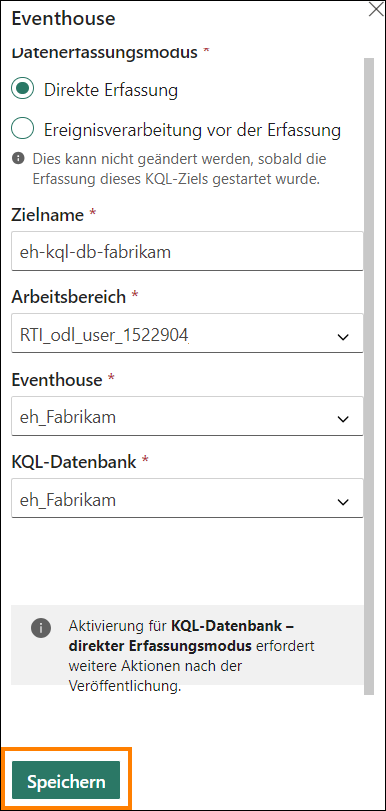 Eventhouse
Datenerfassungsmodus *
Direkte Erfassung
Ereignisverarbeitung vor der Erfassung
Dies kann nicht geändert werden, sobald die
Erfassung dieses KQL-Ziels gestartet wurde.
Zielname *
eh-kql-db-fabrikam
Arbeitsbereich *
RTI_odl_user_1522904
Eventhouse *
eh_Fabrikam
KQL-Datenbank *
eh_Fabrikam
Aktivierung für KQL-Datenbank –
direkter Erfassungsmodus erfordert
weitere Aktionen nach der
Veröffentlichung.
Speichern